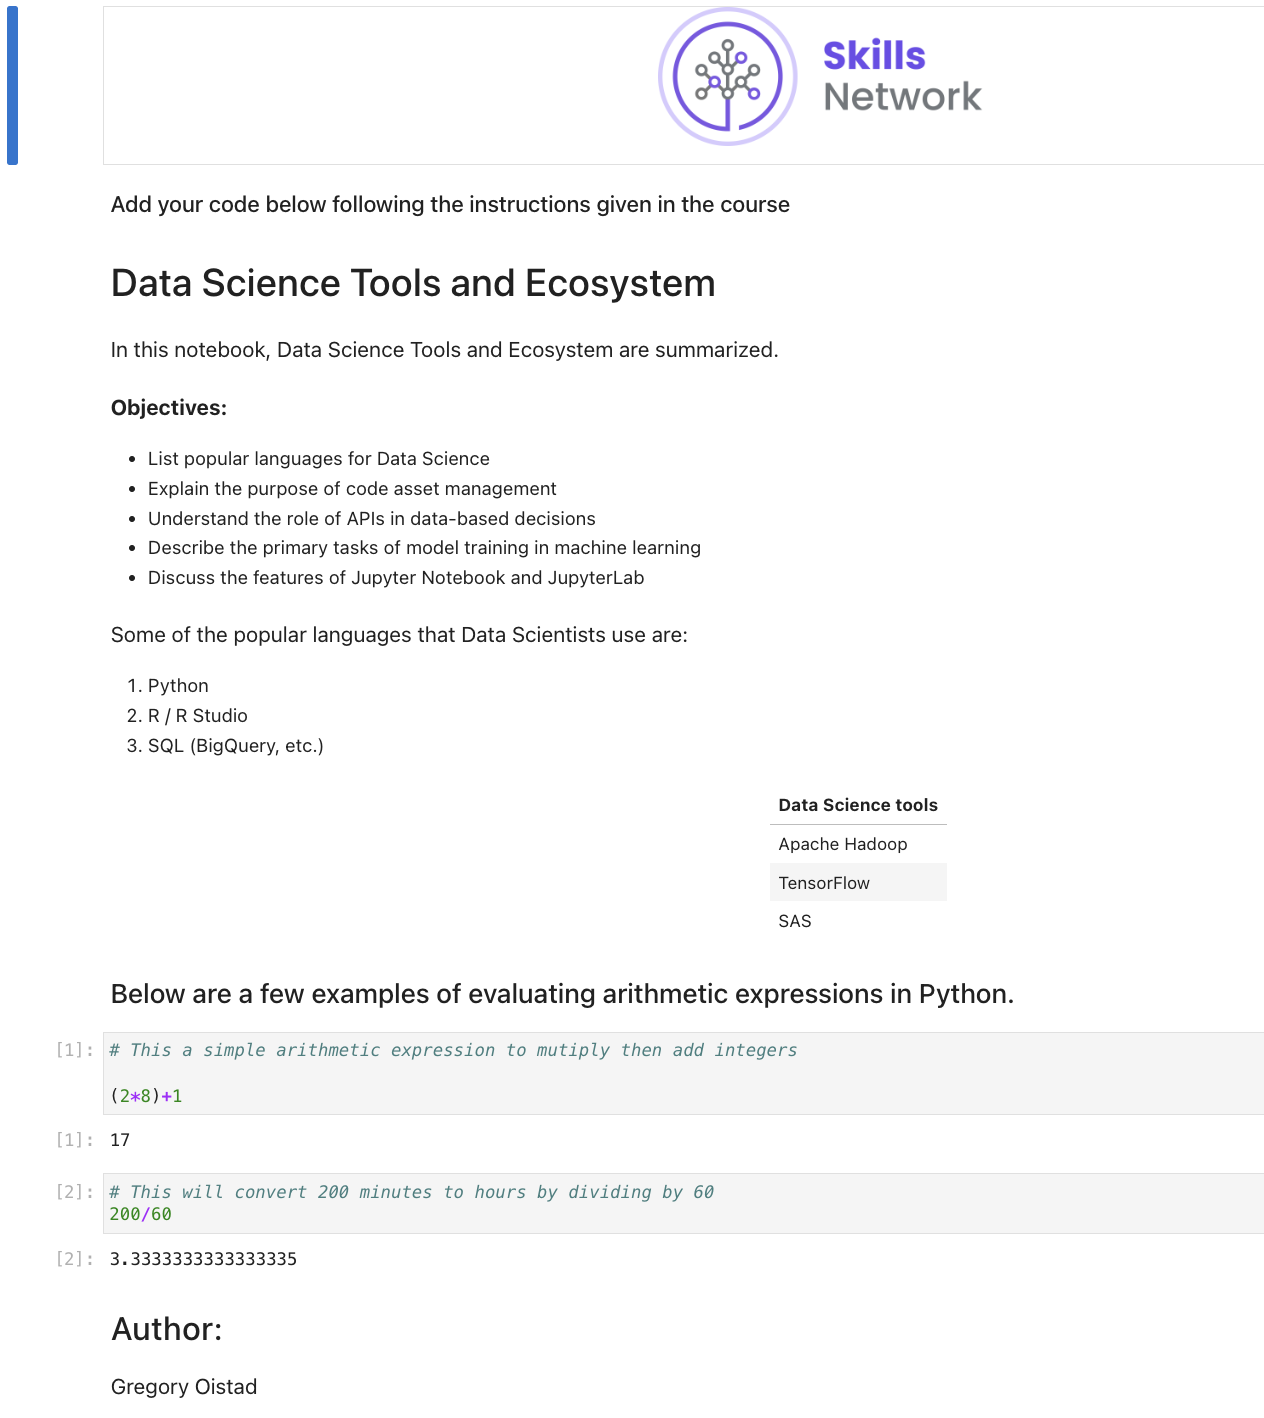 Skills
Network
Add your code below following the instructions given in the course
Data Science Tools and Ecosystem
In this notebook, Data Science Tools and Ecosystem are summarized.
Objectives:
• List popular languages for Data Science
• Explain the purpose of code asset management
• Understand the role of APIs in data-based decisions
• Describe the primary tasks of model training in machine learning
• Discuss the features of Jupyter Notebook and JupyterLab
Some of the popular languages that Data Scientists use are:
1. Python
2. R / R Studio
3. SQL (BigQuery, etc.)
Data Science tools
Apache Hadoop
TensorFlow
SAS
Below are a few examples of evaluating arithmetic expressions in Python.
[1]: # This a simple arithmetic expression to mutiply then add integers
(2*8)+1
[1]: 17
[2]: # This will convert 200 minutes to hours by dividing by 60
200/60
[2]: 3.3333333333333335
Author:
Gregory Oistad